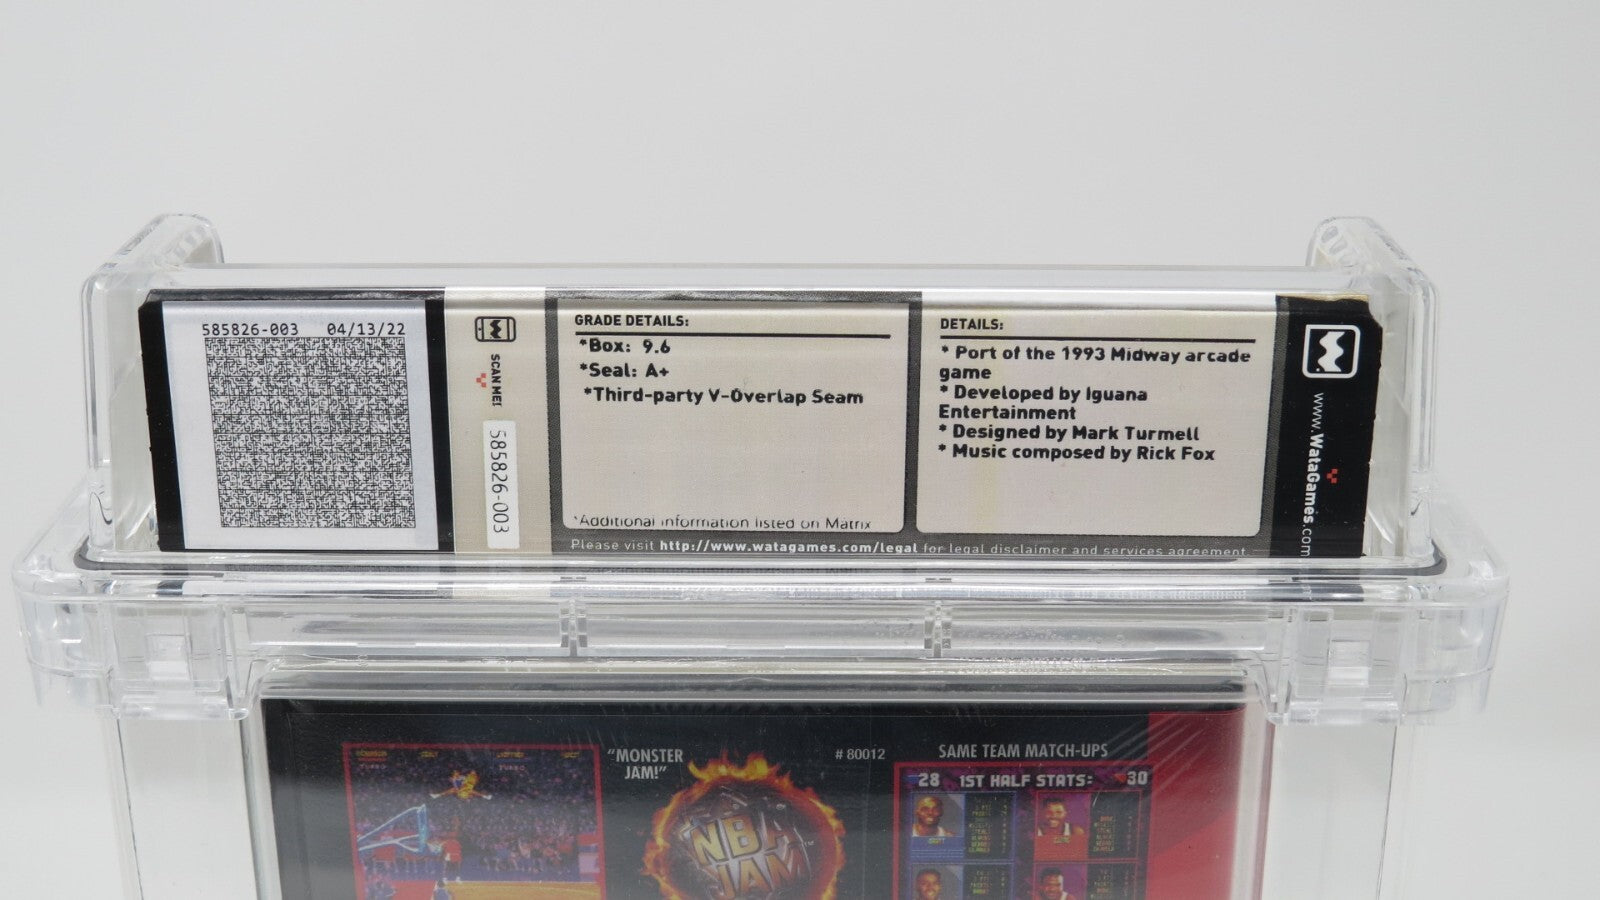 585826-003 04/13/22
SCAN ME!
585826-003
GRADE DETAILS:
*Box: 9.6
*Seal: A+
*Third-party V-Overlap Seam
*Additional information listed on Matrix
Please visit http://www.watagames.com/legal for legal disclaimer and services agreement.
DETAILS:
* Port of the 1993 Midway arcade
game
* Developed by Iguana
Entertainment
* Designed by Mark Turmell
* Music composed by Rick Fox
www.WataGames.com
"MONSTER
JAM!"
# 80012
SAME TEAM MATCH-UPS
28 1ST HALF STATS: 30
TURBO
TURBO
NBA
JAM